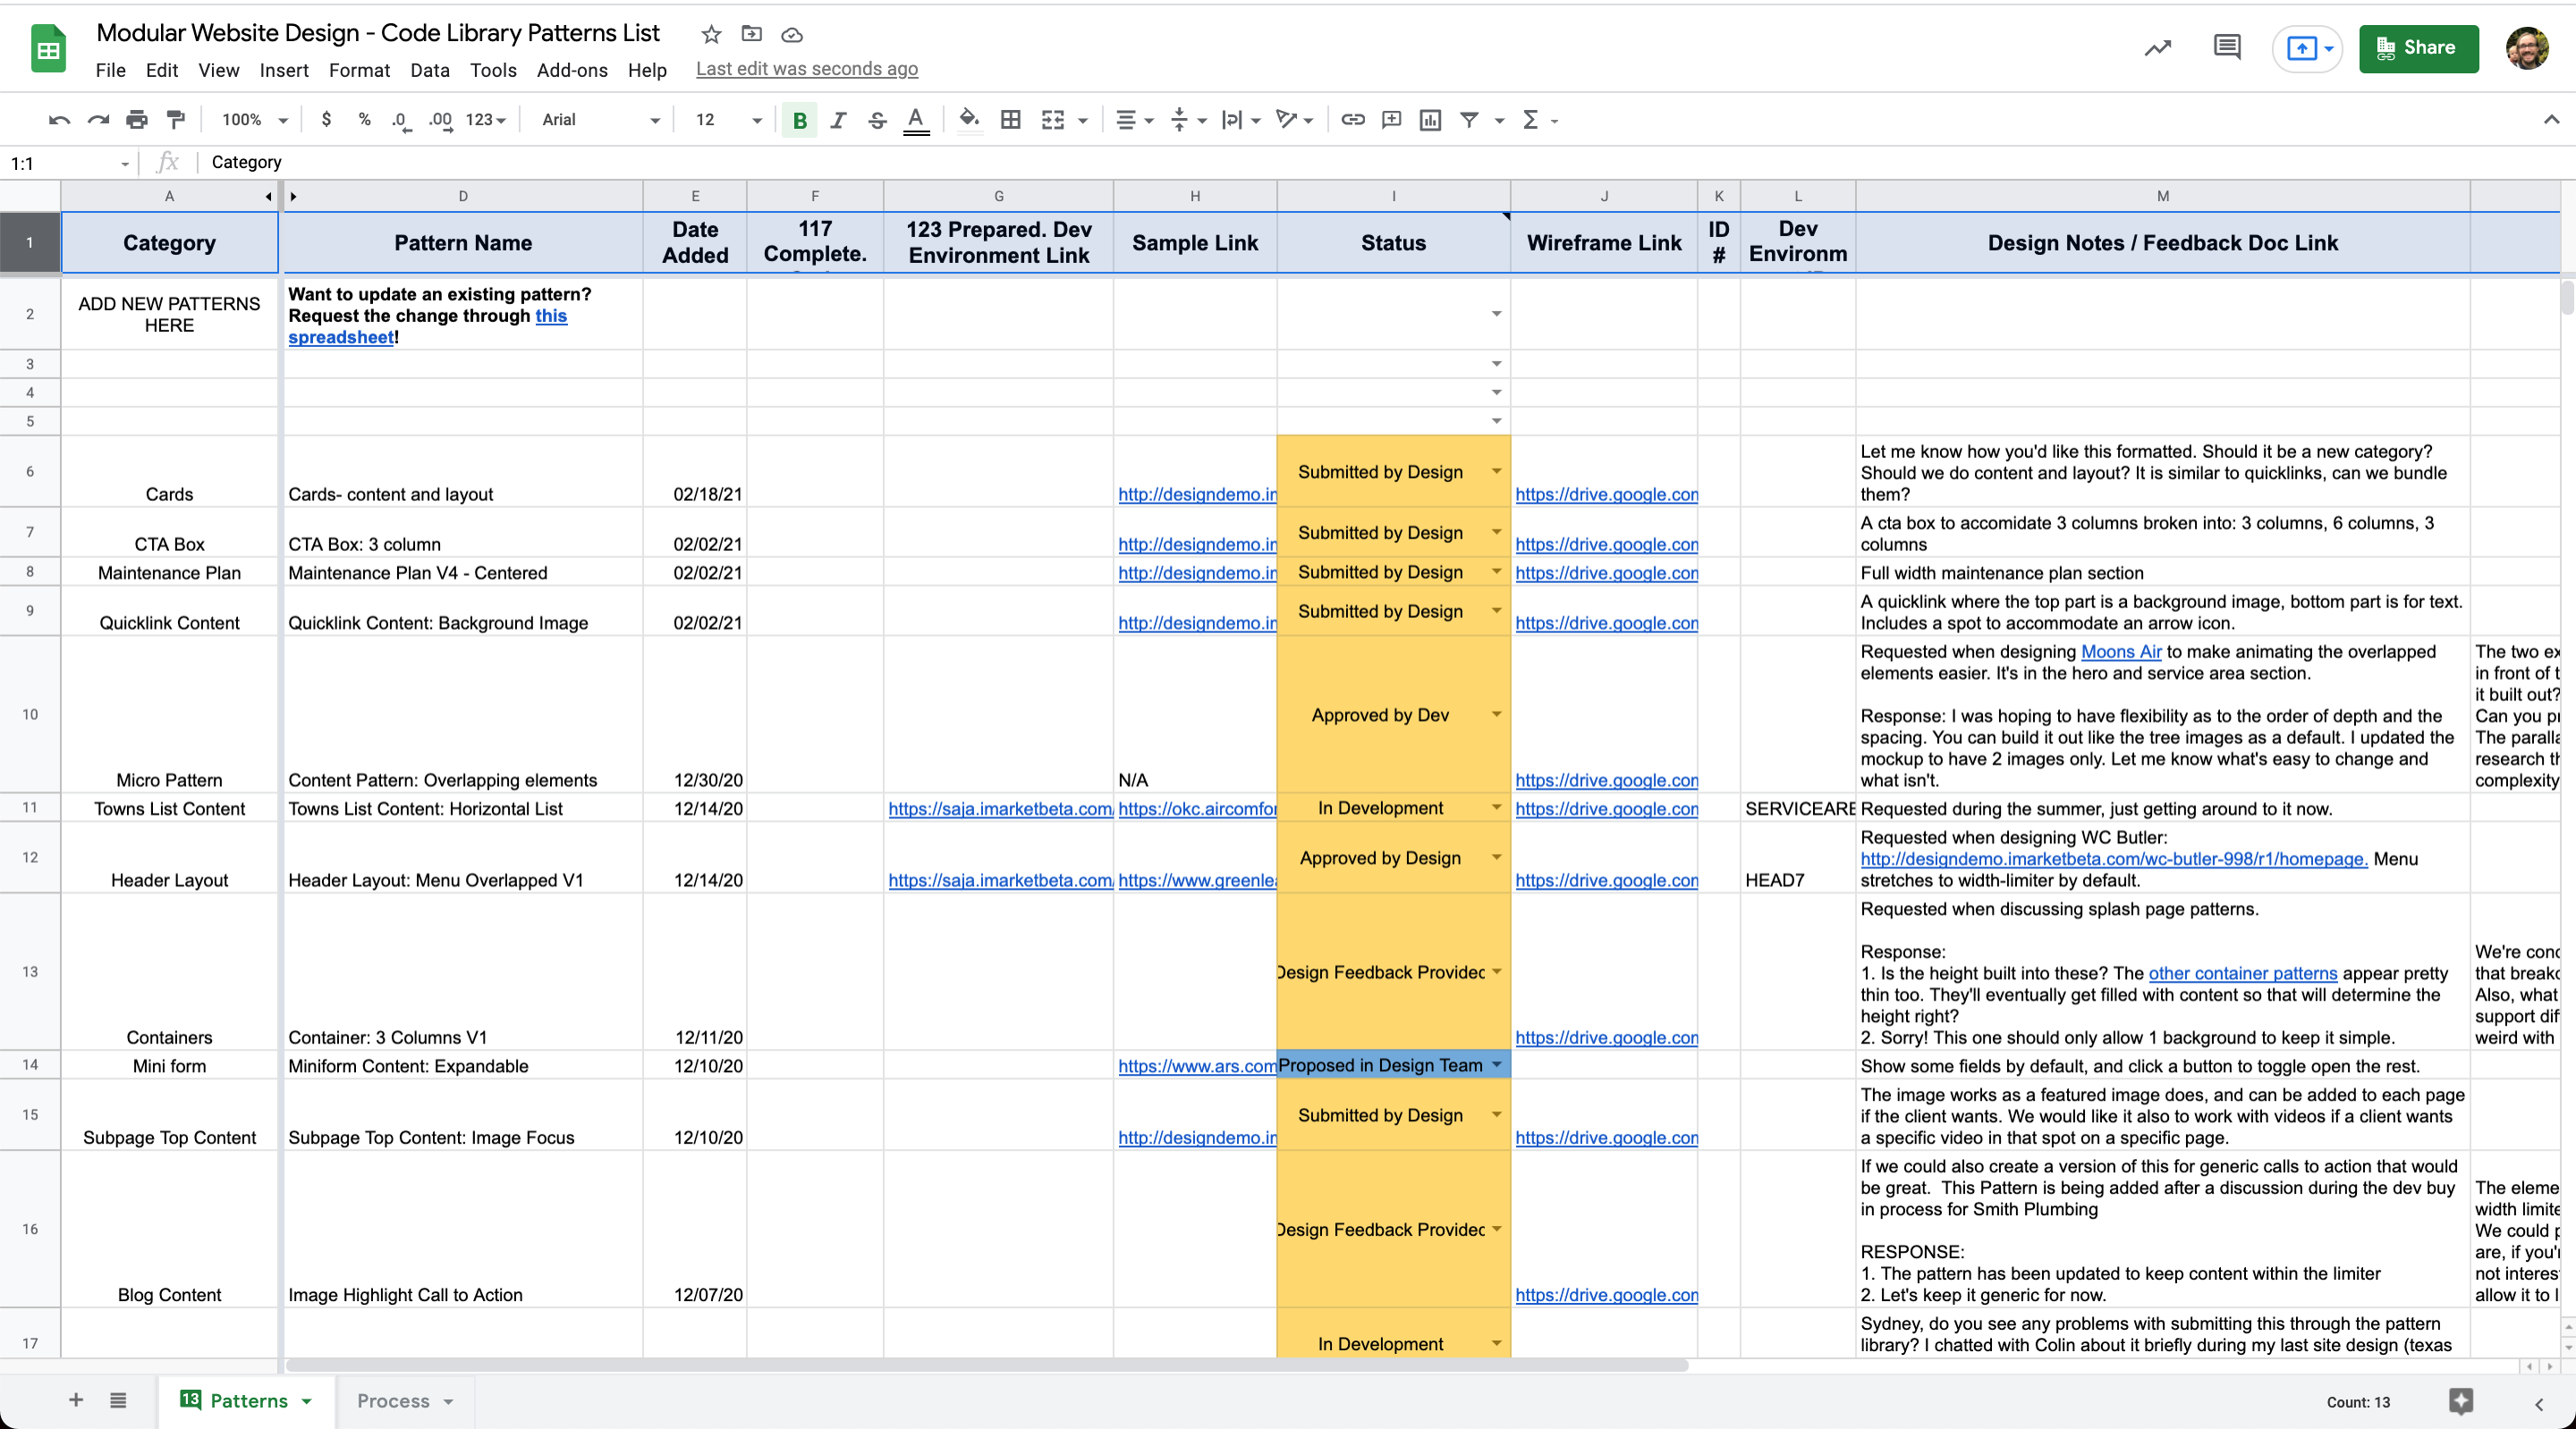 Modular Website Design - Code Library Patterns List
File Edit View Insert Format Data Tools Add-ons Help Last edit was seconds ago
Share
100% $ % .0 .00 123 Arial 12 B I S A Σ
1:1 fx Category
A D E F G H I J K L M
1 Category Pattern Name Date Added 117 Complete. 123 Prepared. Dev Environment Link Sample Link Status Wireframe Link ID # Dev Environm Design Notes / Feedback Doc Link
2 ADD NEW PATTERNS HERE
Want to update an existing pattern?
Request the change through this
spreadsheet!
3
4
5
6 Cards Cards- content and layout 02/18/21 http://designdemo.in Submitted by Design https://drive.google.con
Let me know how you'd like this formatted. Should it be a new category?
Should we do content and layout? It is similar to quicklinks, can we bundle
them?
7 CTA Box CTA Box: 3 column 02/02/21 http://designdemo.in Submitted by Design https://drive.google.con
A cta box to accomidate 3 columns broken into: 3 columns, 6 columns, 3
columns
8 Maintenance Plan Maintenance Plan V4 - Centered 02/02/21 http://designdemo.in Submitted by Design https://drive.google.con Full width maintenance plan section
9 Quicklink Content Quicklink Content: Background Image 02/02/21 http://designdemo.in Submitted by Design https://drive.google.con
A quicklink where the top part is a background image, bottom part is for text.
Includes a spot to accommodate an arrow icon.
10 Micro Pattern Content Pattern: Overlapping elements 12/30/20 N/A Approved by Dev https://drive.google.con
Requested when designing Moons Air to make animating the overlapped
elements easier. It's in the hero and service area section.
Response: I was hoping to have flexibility as to the order of depth and the
spacing. You can build it out like the tree images as a default. I updated the
mockup to have 2 images only. Let me know what's easy to change and
what isn't.
The two ex
in front of t
it built out?
Can you pr
The paralla
research th
complexity
11 Towns List Content Towns List Content: Horizontal List 12/14/20 https://saja.imarketbeta.com/ https://okc.aircomfor In Development https://drive.google.con SERVICEARE Requested during the summer, just getting around to it now.
12 Header Layout Header Layout: Menu Overlapped V1 12/14/20 https://saja.imarketbeta.com/ https://www.greenlea Approved by Design https://drive.google.con HEAD7
Requested when designing WC Butler:
http://designdemo.imarketbeta.com/wc-butler-998/r1/homepage. Menu
stretches to width-limiter by default.
13 Containers Container: 3 Columns V1 12/11/20 Design Feedback Provided https://drive.google.con
Requested when discussing splash page patterns.
Response:
1. Is the height built into these? The other container patterns appear pretty
thin too. They'll eventually get filled with content so that will determine the
height right?
2. Sorry! This one should only allow 1 background to keep it simple.
We're conc
that breako
Also, what
support dif
weird with
14 Mini form Miniform Content: Expandable 12/10/20 https://www.ars.com Proposed in Design Team Show some fields by default, and click a button to toggle open the rest.
15 Subpage Top Content Subpage Top Content: Image Focus 12/10/20 http://designdemo.in Submitted by Design https://drive.google.con
The image works as a featured image does, and can be added to each page
if the client wants. We would like it also to work with videos if a client wants
a specific video in that spot on a specific page.
16 Blog Content Image Highlight Call to Action 12/07/20 Design Feedback Provided https://drive.google.con
If we could also create a version of this for generic calls to action that would
be great. This Pattern is being added after a discussion during the dev buy
in process for Smith Plumbing
RESPONSE:
1. The pattern has been updated to keep content within the limiter
2. Let's keep it generic for now.
The eleme
width limite
We could p
are, if you'r
not interes
allow it to l
17 In Development
Sydney, do you see any problems with submitting this through the pattern
library? I chatted with Colin about it briefly during my last site design (texas
13 Patterns Process Count: 13